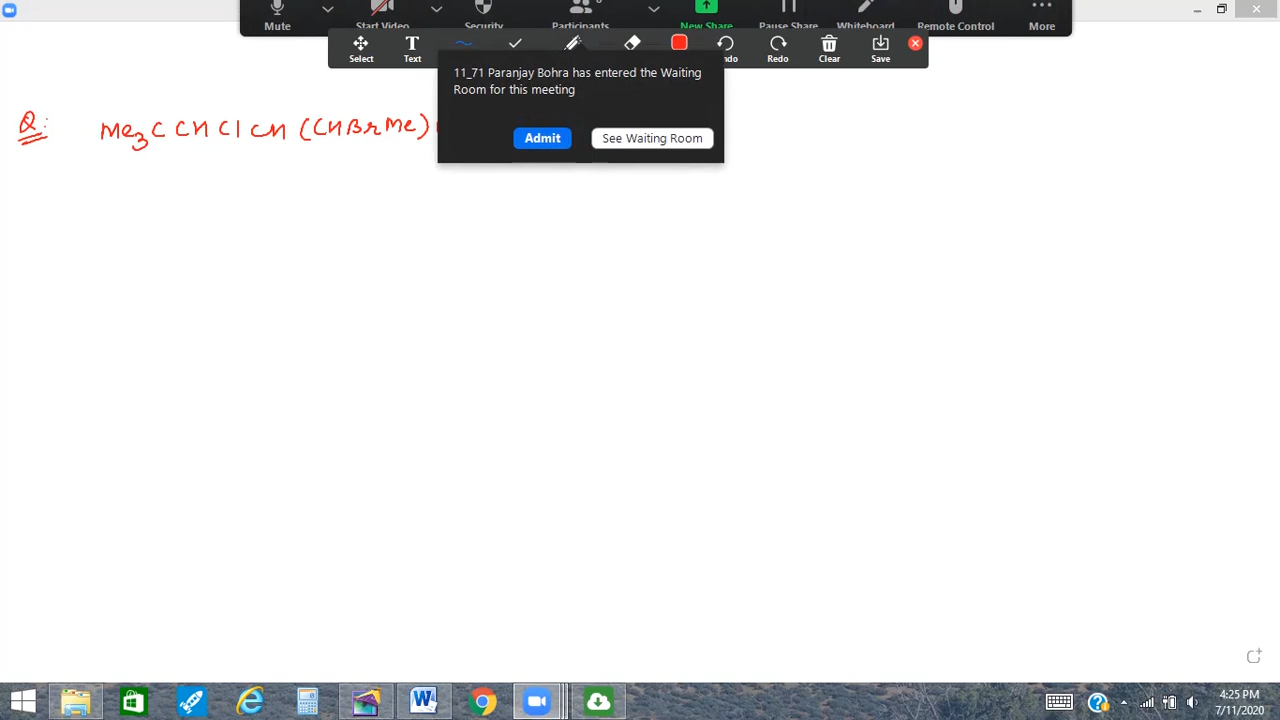 Mute
Start Video
Security
Participants
New Share
Pause Share
Whiteboard
Remote Control
More
Select
Text
Redo
Clear
Save
11_71 Paranjay Bohra has entered the Waiting
Room for this meeting
Admit
See Waiting Room
Q: Me3C CHCl CH (CHBrMe)
4:25 PM
7/11/2020